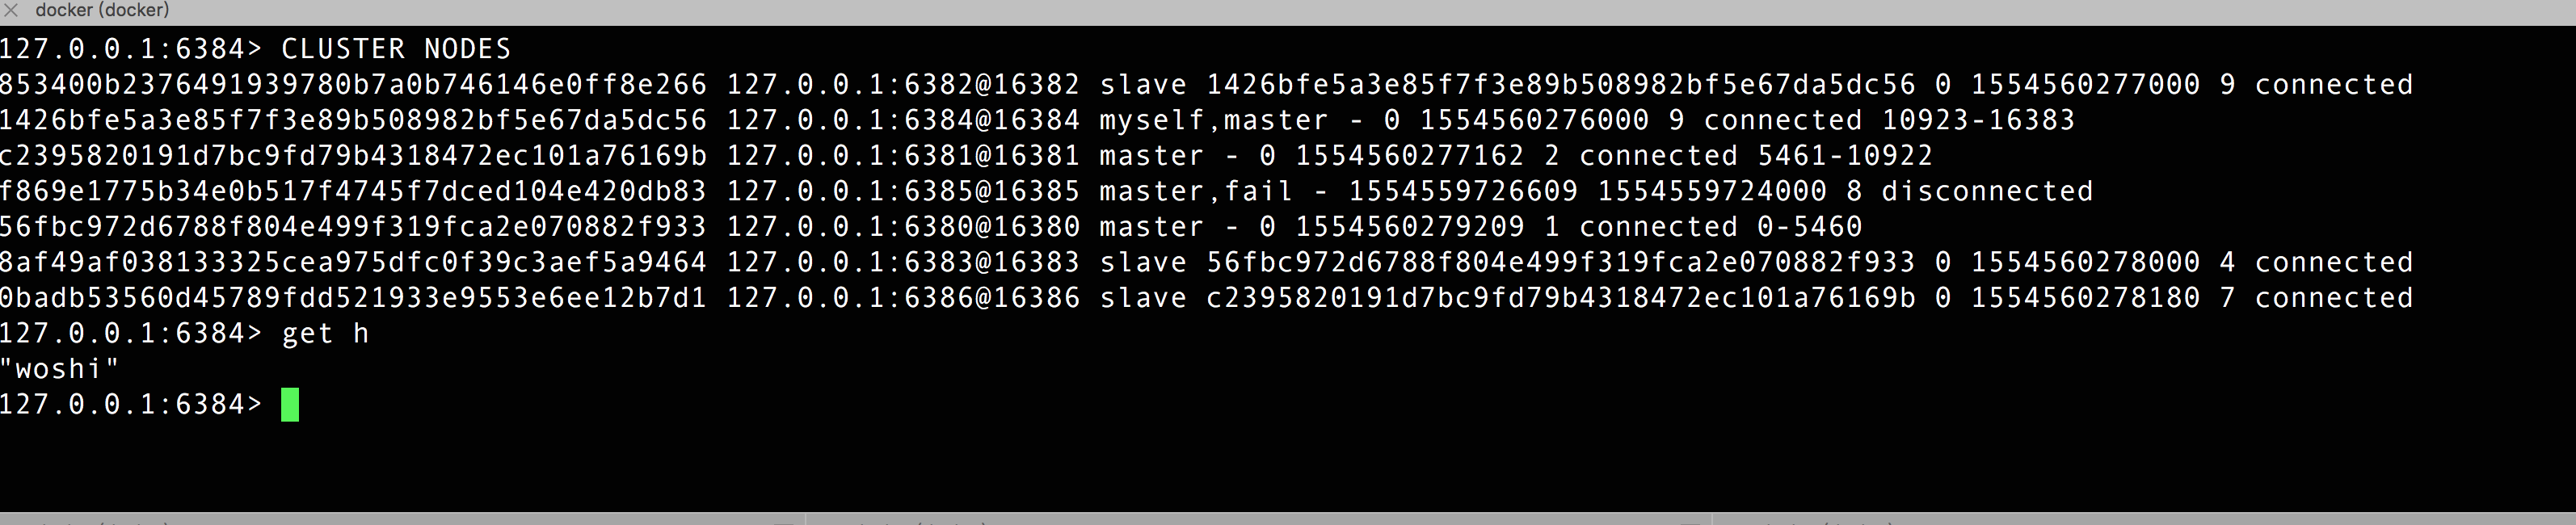 docker (docker)
127.0.0.1:6384> CLUSTER NODES
853400b2376491939780b7a0b746146e0ff8e266 127.0.0.1:6382@16382 slave 1426bfe5a3e85f7f3e89b508982bf5e67da5dc56 0 1554560277000 9 connected
1426bfe5a3e85f7f3e89b508982bf5e67da5dc56 127.0.0.1:6384@16384 myself,master - 0 1554560276000 9 connected 10923-16383
c2395820191d7bc9fd79b4318472ec101a76169b 127.0.0.1:6381@16381 master - 0 1554560277162 2 connected 5461-10922
f869e1775b34e0b517f4745f7dced104e420db83 127.0.0.1:6385@16385 master,fail - 1554559726609 1554559724000 8 disconnected
56fbc972d6788f804e499f319fca2e070882f933 127.0.0.1:6380@16380 master - 0 1554560279209 1 connected 0-5460
8af49af038133325cea975dfc0f39c3aef5a9464 127.0.0.1:6383@16383 slave 56fbc972d6788f804e499f319fca2e070882f933 0 1554560278000 4 connected
0badb53560d45789fdd521933e9553e6ee12b7d1 127.0.0.1:6386@16386 slave c2395820191d7bc9fd79b4318472ec101a76169b 0 1554560278180 7 connected
127.0.0.1:6384> get h
"woshi"
127.0.0.1:6384>